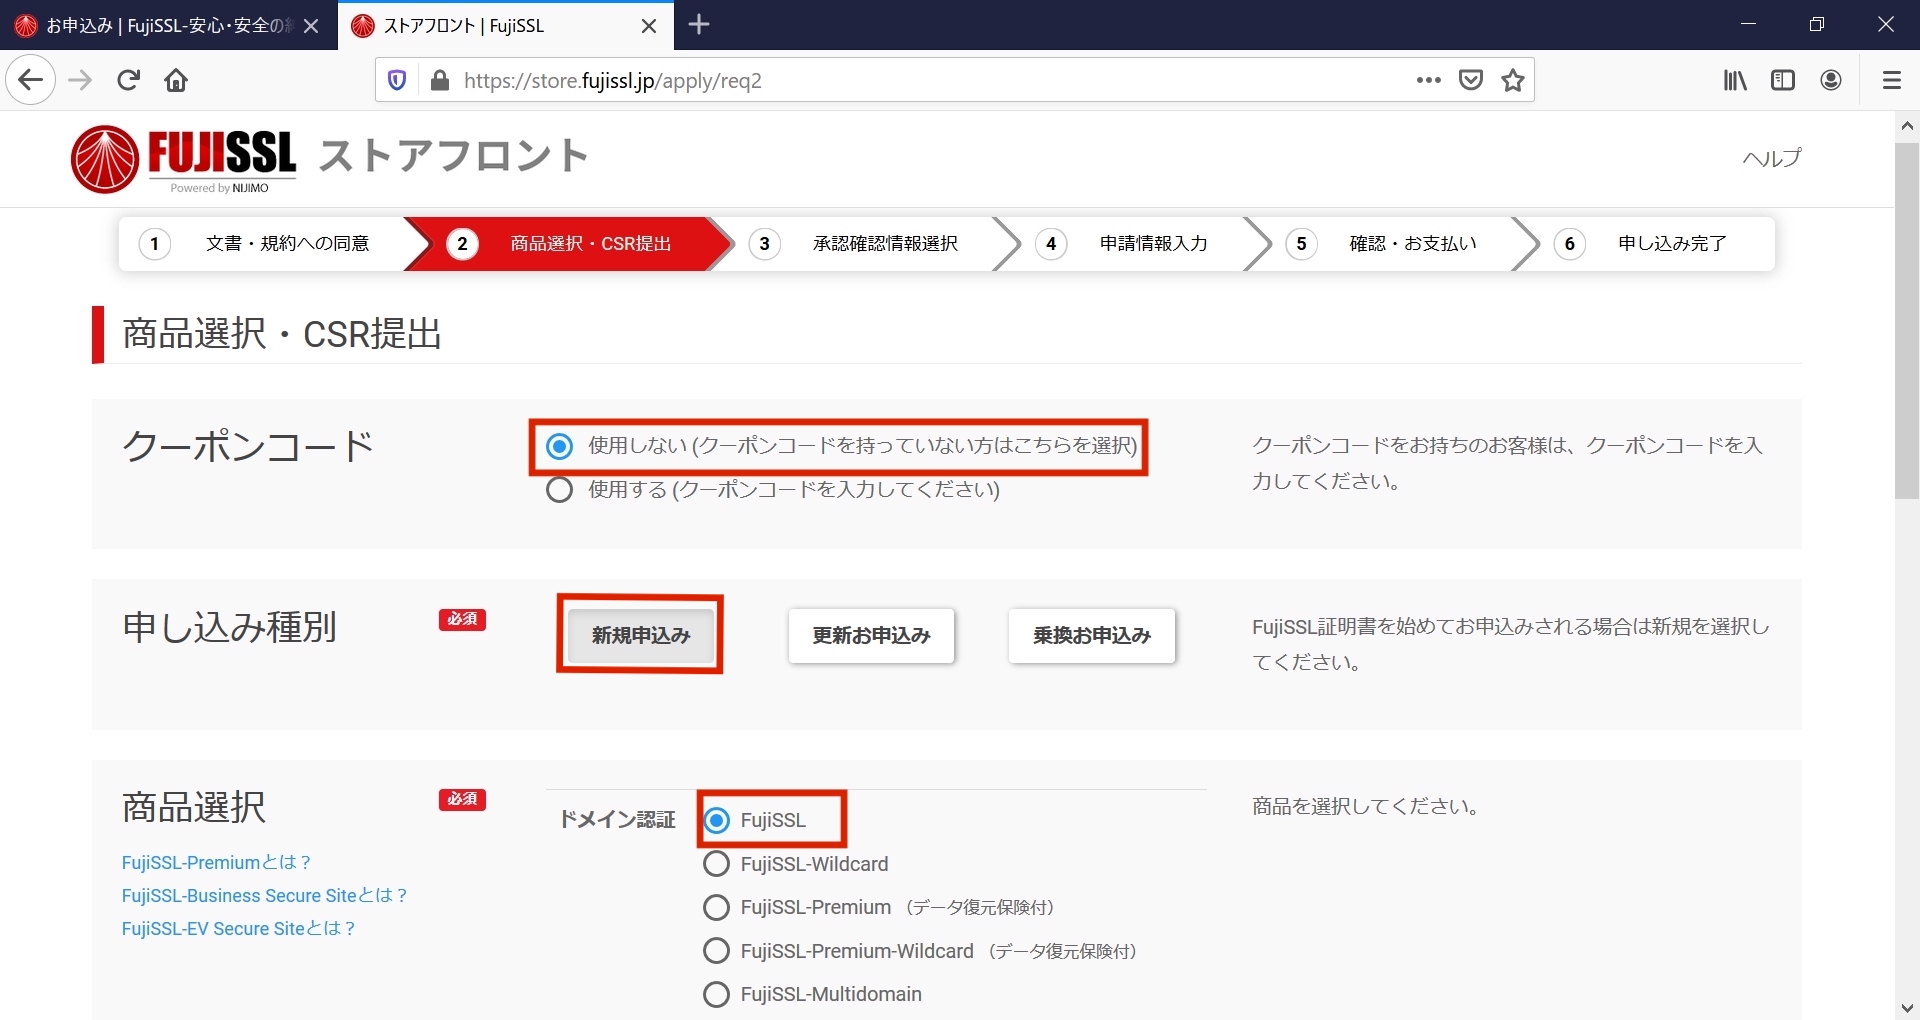 お申込み | FujiSSL-安心・安全の
ストアフロント | FujiSSL
https://store.fujissl.jp/apply/req2
FUJISSL ストアフロント
Powered by NIJIMO
ヘルプ
1 文書・規約への同意
2 商品選択・CSR提出
3 承認確認情報選択
4 申請情報入力
5 確認・お支払い
6 申し込み完了
商品選択・CSR提出
クーポンコード
使用しない (クーポンコードを持っていない方はこちらを選択)
使用する (クーポンコードを入力してください)
クーポンコードをお持ちのお客様は、クーポンコードを入
力してください。
申し込み種別
必須
新規申込み
更新お申込み
乗換お申込み
FujiSSL証明書を始めてお申込みされる場合は新規を選択し
てください。
商品選択
必須
FujiSSL-Premiumとは？
FujiSSL-Business Secure Siteとは？
FujiSSL-EV Secure Siteとは？
ドメイン認証
FujiSSL
FujiSSL-Wildcard
FujiSSL-Premium （データ復元保険付）
FujiSSL-Premium-Wildcard （データ復元保険付）
FujiSSL-Multidomain
商品を選択してください。